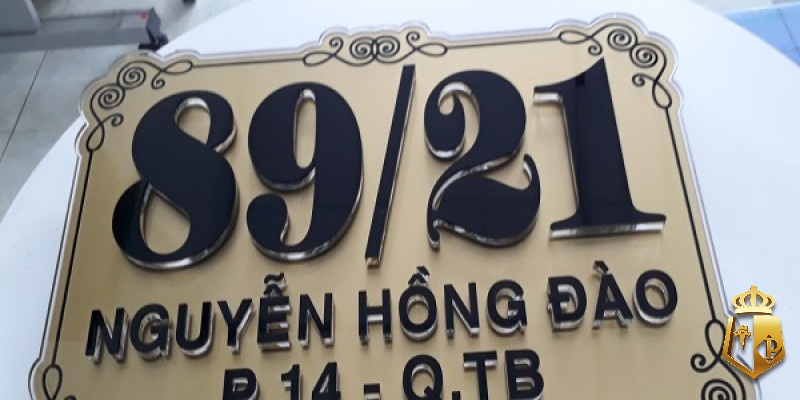 89/21
NGUYỄN HỒNG ĐÀO
P.14 - Q.TB